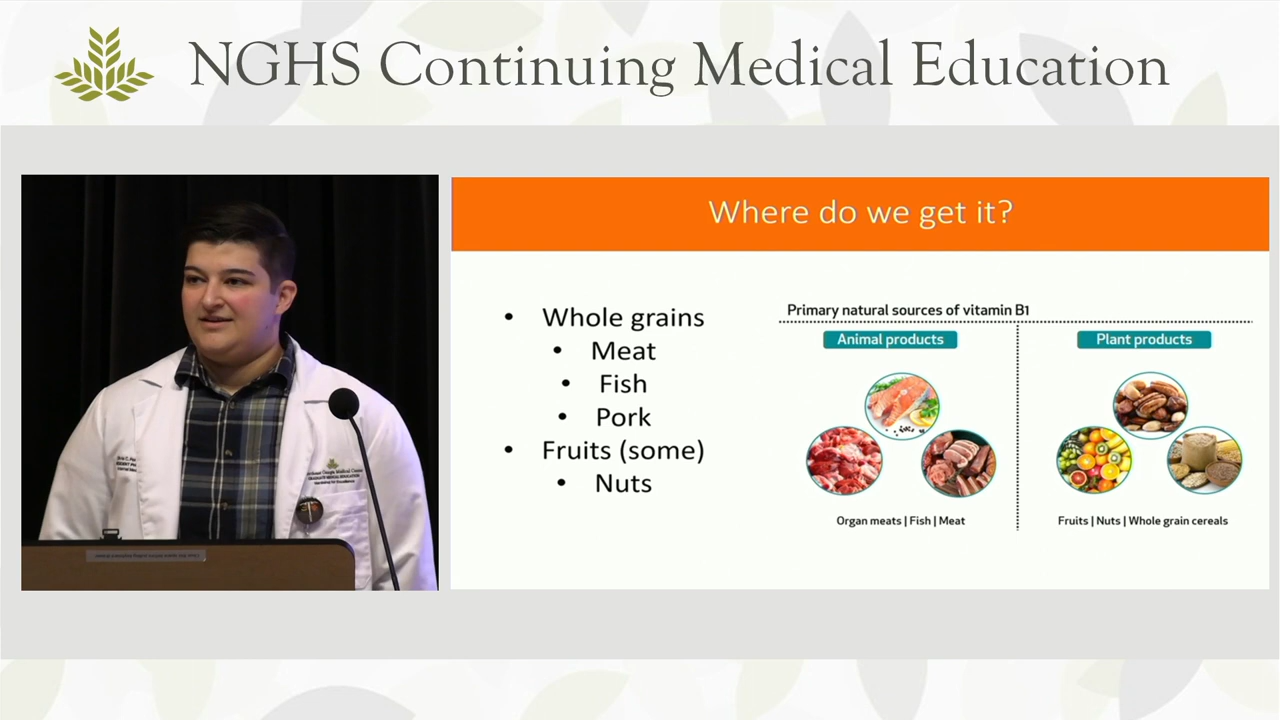 NGHS Continuing Medical Education
Where do we get it?
• Whole grains
• Meat
• Fish
• Pork
• Fruits (some)
• Nuts
Primary natural sources of vitamin B1
Animal products
Plant products
Organ meats | Fish | Meat
Fruits | Nuts | Whole grain cereals